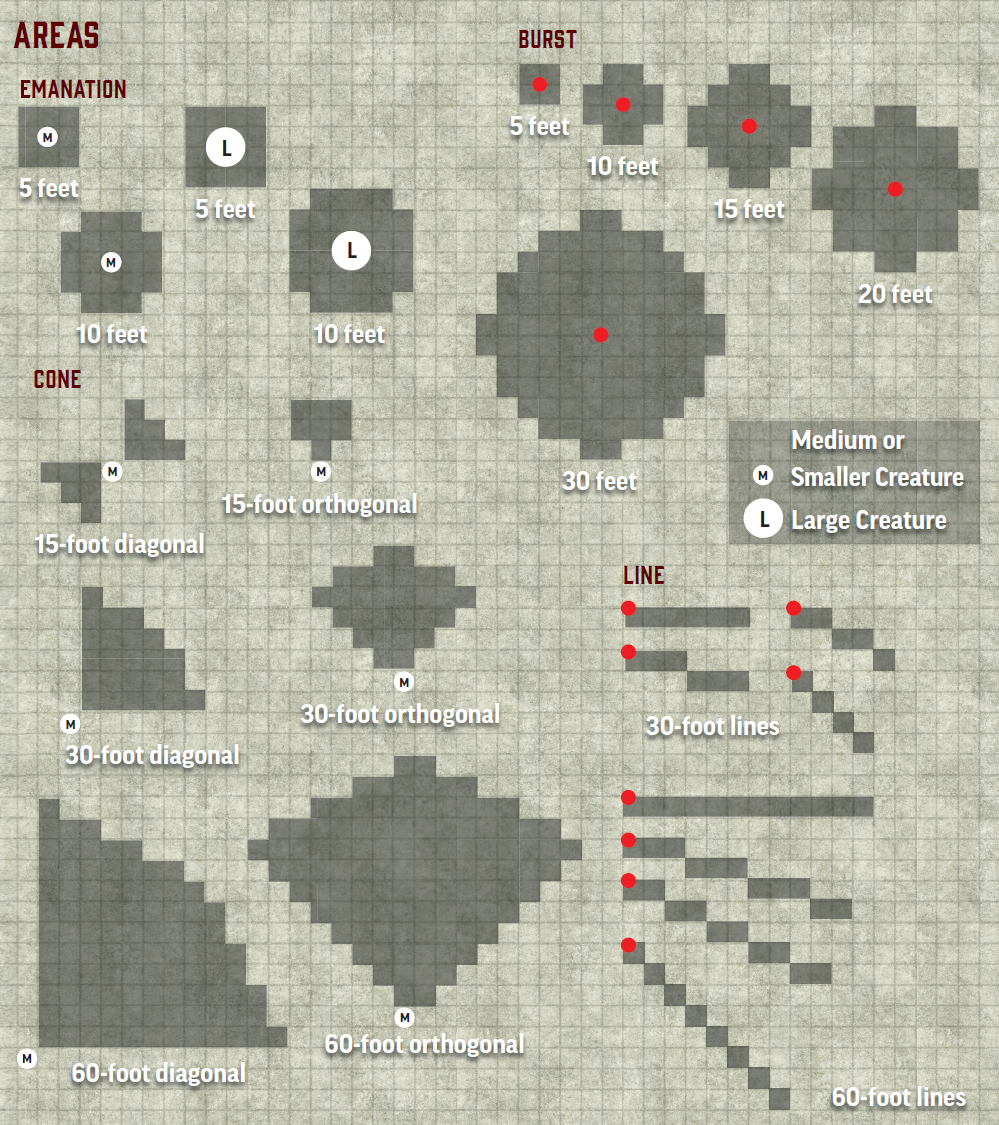 AREAS
EMANATION
M
L
5 feet
5 feet
M
L
10 feet
10 feet
BURST
5 feet
10 feet
15 feet
20 feet
30 feet
CONE
M
M
15-foot orthogonal
15-foot diagonal
M
30-foot orthogonal
M
30-foot diagonal
M
60-foot orthogonal
M
60-foot diagonal
Medium or
M Smaller Creature
L Large Creature
LINE
30-foot lines
60-foot lines